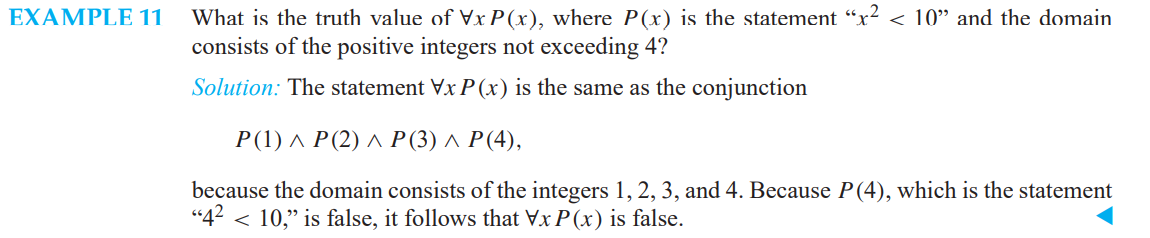 EXAMPLE 11 What is the truth value of ∀x P(x), where P(x) is the statement “x² < 10” and the domain
consists of the positive integers not exceeding 4?
Solution: The statement ∀x P(x) is the same as the conjunction
P(1) ∧ P(2) ∧ P(3) ∧ P(4),
because the domain consists of the integers 1, 2, 3, and 4. Because P(4), which is the statement
“4² < 10,” is false, it follows that ∀x P(x) is false.